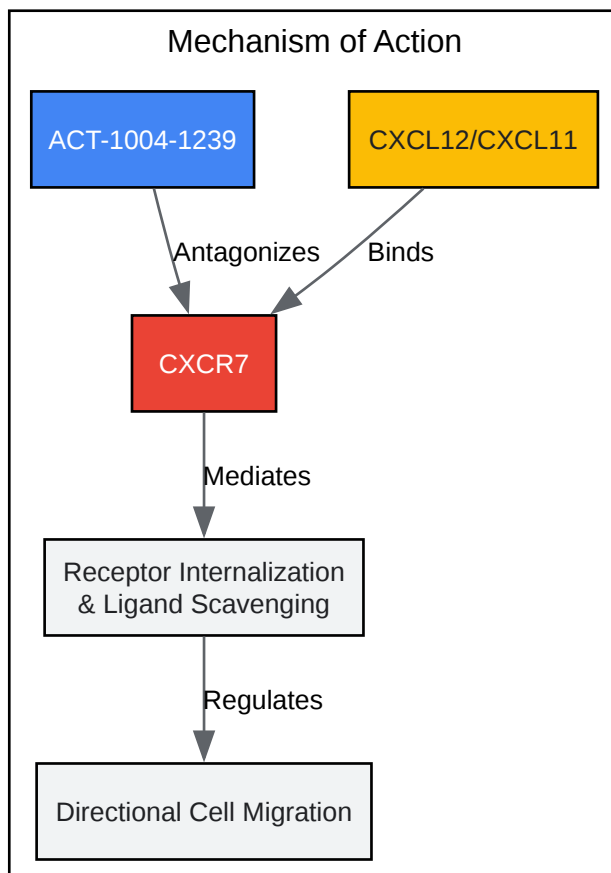 Mechanism of Action
ACT-1004-1239
CXCL12/CXCL11
Antagonizes
Binds
CXCR7
Mediates
Receptor Internalization
& Ligand Scavenging
Regulates
Directional Cell Migration